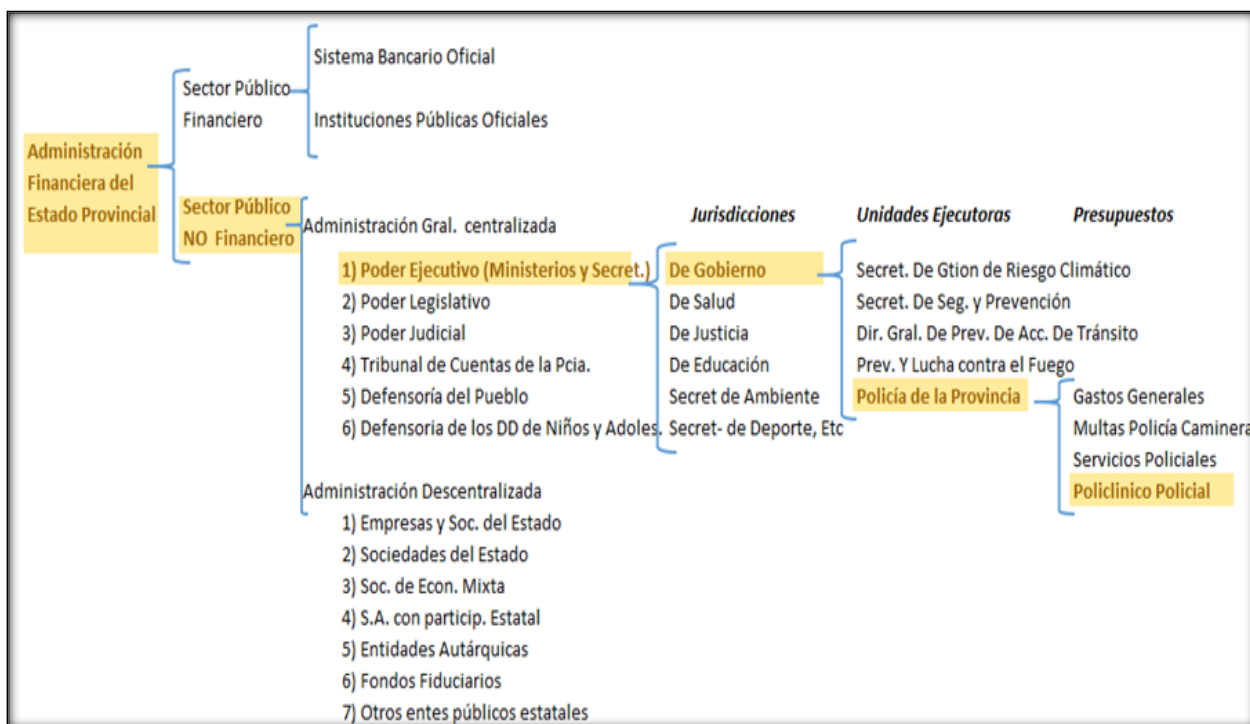 Sistema Bancario Oficial
Sector Público
Financiero
Instituciones Públicas Oficiales
Administración
Financiera del
Estado Provincial
Sector Público
NO Financiero
Administración Gral. centralizada
Jurisdicciones
Unidades Ejecutoras
Presupuestos
1) Poder Ejecutivo (Ministerios y Secret.)
2) Poder Legislativo
3) Poder Judicial
4) Tribunal de Cuentas de la Pcia.
5) Defensoría del Pueblo
6) Defensoria de los DD de Niños y Adoles.
De Gobierno
De Salud
De Justicia
De Educación
Secret de Ambiente
Secret- de Deporte, Etc
Secret. De Gtion de Riesgo Climático
Secret. De Seg. y Prevención
Dir. Gral. De Prev. De Acc. De Tránsito
Prev. Y Lucha contra el Fuego
Policía de la Provincia
Gastos Generales
Multas Policía Caminera
Servicios Policiales
Policlinico Policial
Administración Descentralizada
1) Empresas y Soc. del Estado
2) Sociedades del Estado
3) Soc. de Econ. Mixta
4) S.A. con particip. Estatal
5) Entidades Autárquicas
6) Fondos Fiduciarios
7) Otros entes públicos estatales